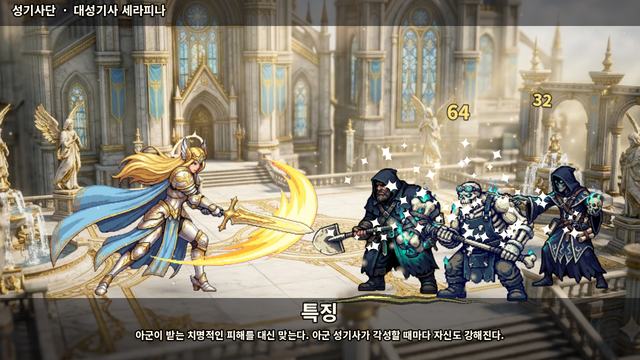 성기사단 · 대성기사 세라피나
64
32
특징
아군이 받는 치명적인 피해를 대신 맞는다. 아군 성기사가 각성할 때마다 자신도 강해진다.